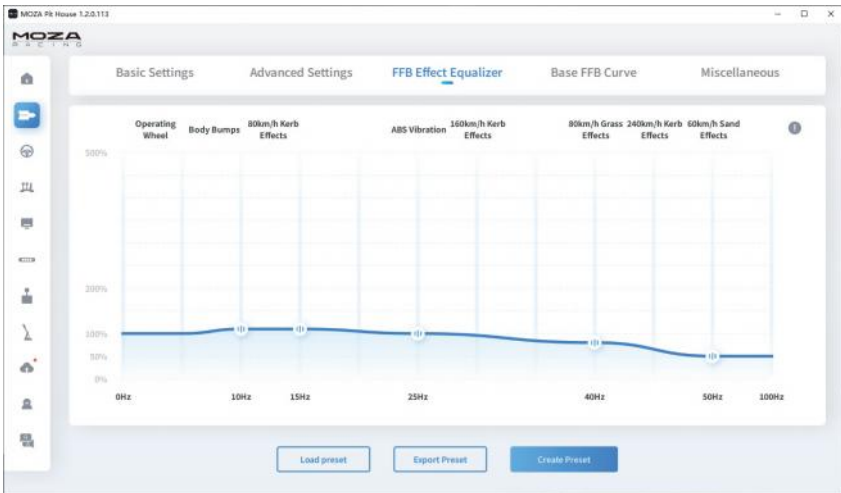 MOZA Pit House 1.2.0.113
MOZA
RACING
Basic Settings Advanced Settings FFB Effect Equalizer Base FFB Curve Miscellaneous
Operating Wheel Body Bumps 80km/h Kerb Effects ABS Vibration 160km/h Kerb Effects 80km/h Grass Effects 240km/h Kerb Effects 60km/h Sand Effects
500%
200%
100%
50%
0%
0Hz 10Hz 15Hz 25Hz 40Hz 50Hz 100Hz
Load preset Export Preset Create Preset